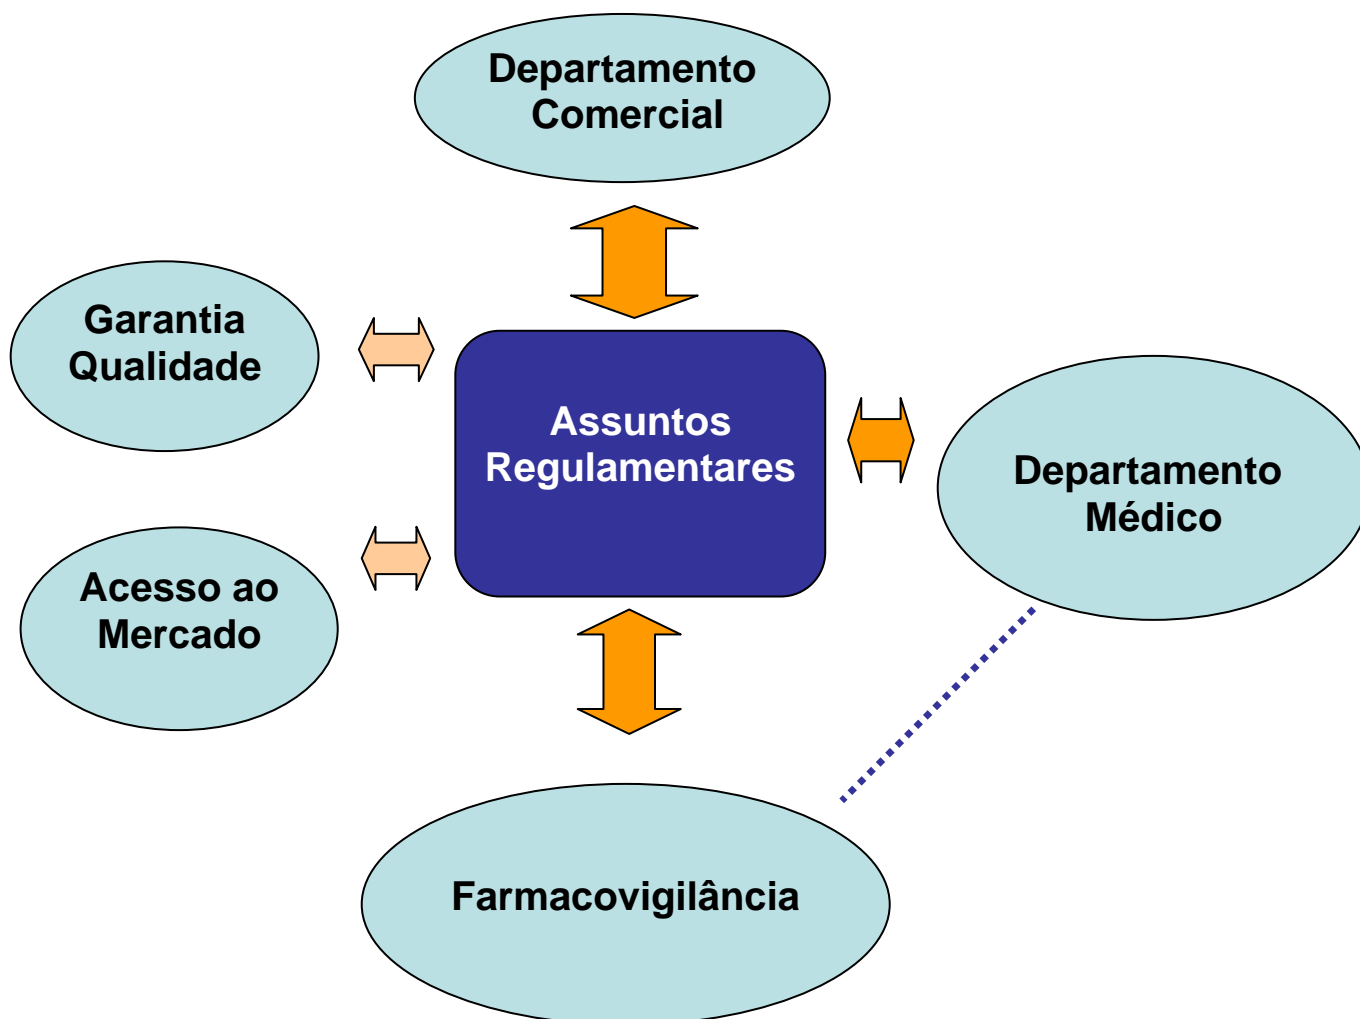 Departamento
Comercial
Garantia
Qualidade
Assuntos
Regulamentares
Departamento
Médico
Acesso ao
Mercado
Farmacovigilância